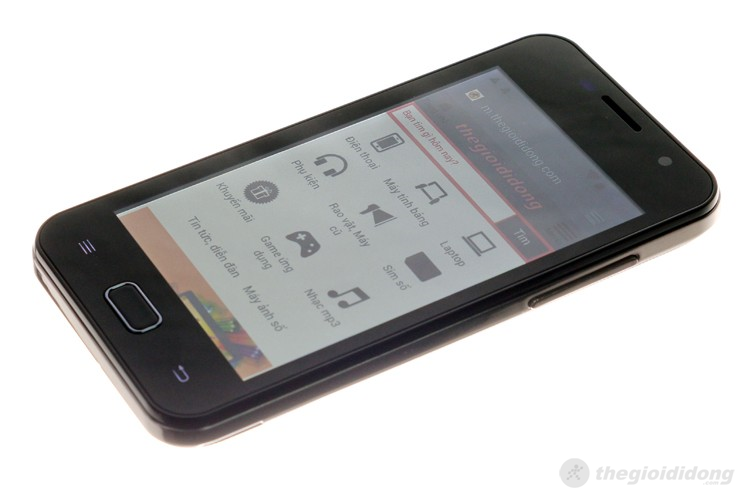 m.thegioididong.com
thegioididong
Bạn tìm gì hôm nay?
Tìm
Điện thoại
Máy tính bảng
Laptop
Phụ kiện
Rao vặt, Máy
cũ
Sim số
Khuyến mãi
Game ứng
dụng
Nhạc mp3
Tin tức, diễn đàn
Máy ảnh số
thegioididong
.com